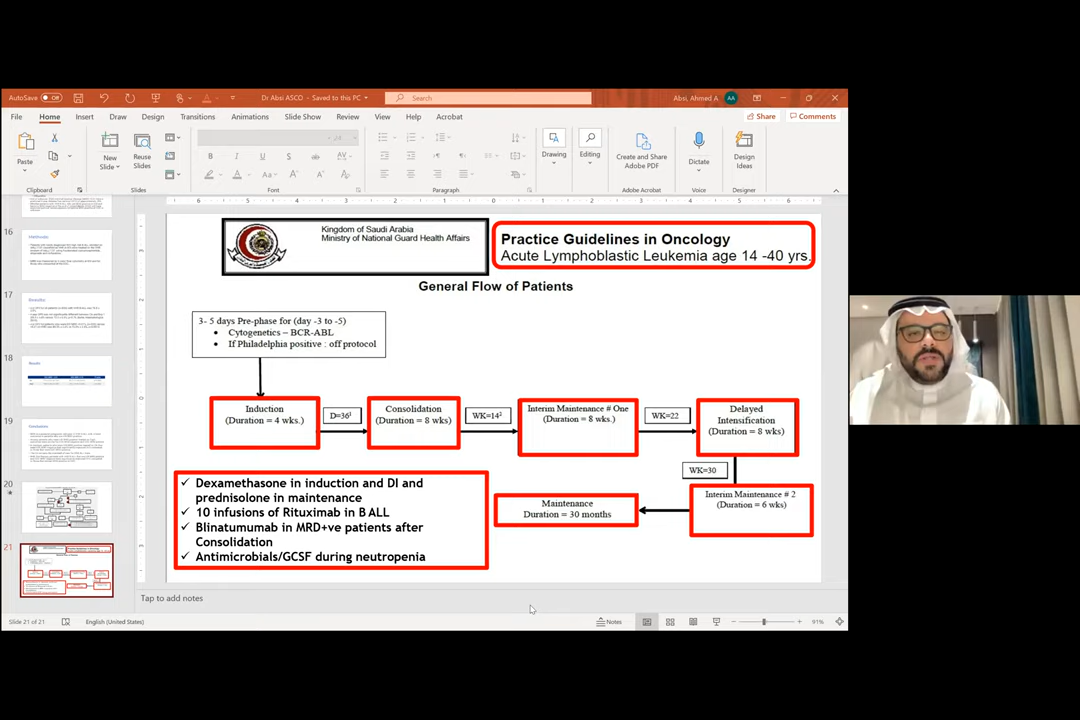 AutoSave Off
Dr Absi ASCO - Saved to this PC
Search
Absi, Ahmed A
AA
File Home Insert Draw Design Transitions Animations Slide Show Review View Help Acrobat
Share
Comments
Paste
New Slide
Reuse Slides
Drawing
Editing
Create and Share Adobe PDF
Dictate
Design Ideas
Clipboard
Slides
Font
Paragraph
Adobe Acrobat
Voice
Designer
16
17
18
19
20
21
Kingdom of Saudi Arabia
Ministry of National Guard Health Affairs
Practice Guidelines in Oncology
Acute Lymphoblastic Leukemia age 14 -40 yrs.
General Flow of Patients
3- 5 days Pre-phase for (day -3 to -5)
• Cytogenetics – BCR-ABL
• If Philadelphia positive : off protocol
Induction
(Duration = 4 wks.)
D=36¹
Consolidation
(Duration = 8 wks)
WK=14²
Interim Maintenance # One
(Duration = 8 wks.)
WK=22
Delayed
Intensification
(Duration = 8 wks)
WK=30
Interim Maintenance # 2
(Duration = 6 wks)
Maintenance
Duration = 30 months
✓ Dexamethasone in induction and DI and
prednisolone in maintenance
✓ 10 infusions of Rituximab in B ALL
✓ Blinatumumab in MRD+ve patients after
Consolidation
✓ Antimicrobials/GCSF during neutropenia
Tap to add notes
Slide 21 of 21
English (United States)
Notes
91%